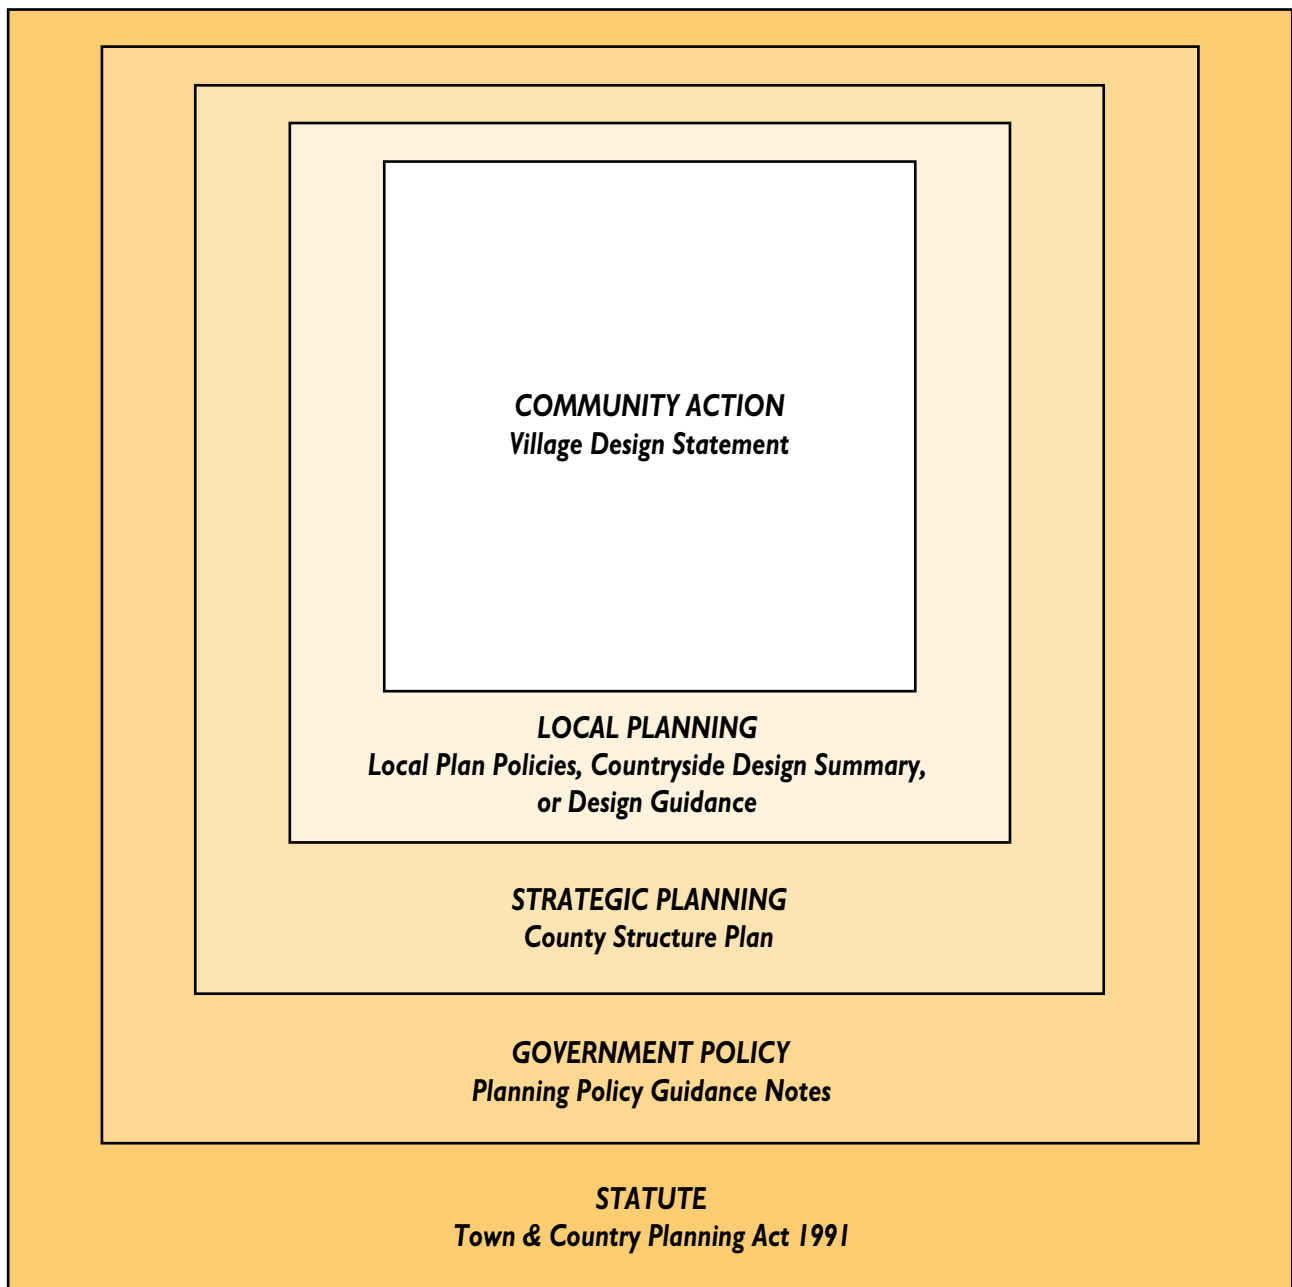 COMMUNITY ACTION
Village Design Statement
LOCAL PLANNING
Local Plan Policies, Countryside Design Summary,
or Design Guidance
STRATEGIC PLANNING
County Structure Plan
GOVERNMENT POLICY
Planning Policy Guidance Notes
STATUTE
Town & Country Planning Act 1991